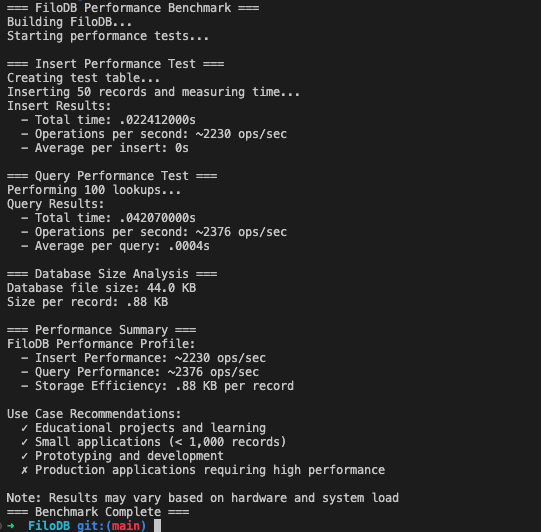 === FiloDB Performance Benchmark ===
Building FiloDB...
Starting performance tests...

=== Insert Performance Test ===
Creating test table...
Inserting 50 records and measuring time...
Insert Results:
  - Total time: .022412000s
  - Operations per second: ~2230 ops/sec
  - Average per insert: 0s

=== Query Performance Test ===
Performing 100 lookups...
Query Results:
  - Total time: .042070000s
  - Operations per second: ~2376 ops/sec
  - Average per query: .0004s

=== Database Size Analysis ===
Database file size: 44.0 KB
Size per record: .88 KB

=== Performance Summary ===
FiloDB Performance Profile:
  - Insert Performance: ~2230 ops/sec
  - Query Performance: ~2376 ops/sec
  - Storage Efficiency: .88 KB per record

Use Case Recommendations:
  ✓ Educational projects and learning
  ✓ Small applications (< 1,000 records)
  ✓ Prototyping and development
  ✗ Production applications requiring high performance

Note: Results may vary based on hardware and system load
=== Benchmark Complete ===
➜  FiloDB git:(main)